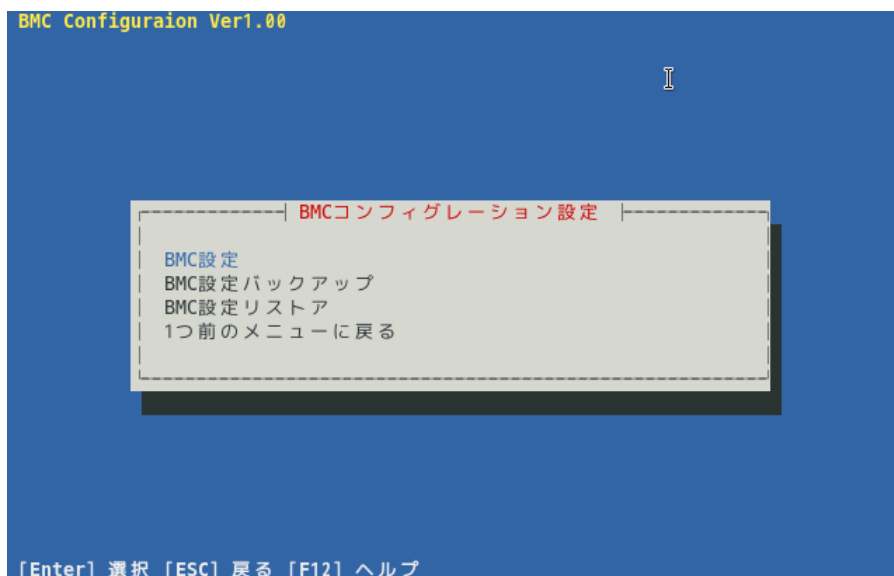 BMC Configuraion Ver1.00
BMCコンフィグレーション設定
BMC設定
BMC設定バックアップ
BMC設定リストア
1つ前のメニューに戻る
[Enter] 選択 [ESC] 戻る [F12] ヘルプ